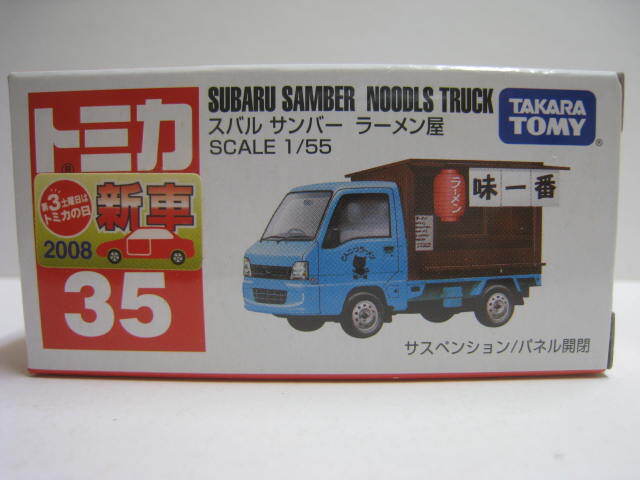 トミカ
®
第3土曜日は
トミカの日
新車
2008
35
SUBARU SAMBER NOODLS TRUCK
スバル サンバー ラーメン屋
SCALE 1/55
TAKARA
TOMY®
ラーメン
味一番
サスペンション/パネル開閉